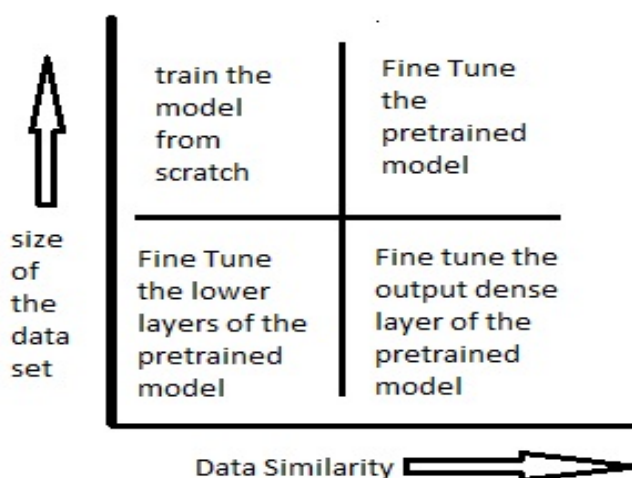 train the
model
from
scratch
Fine Tune
the
pretrained
model
size
of
the
data
set
Fine Tune
the lower
layers of the
pretrained
model
Fine tune the
output dense
layer of the
pretrained
model
Data Similarity